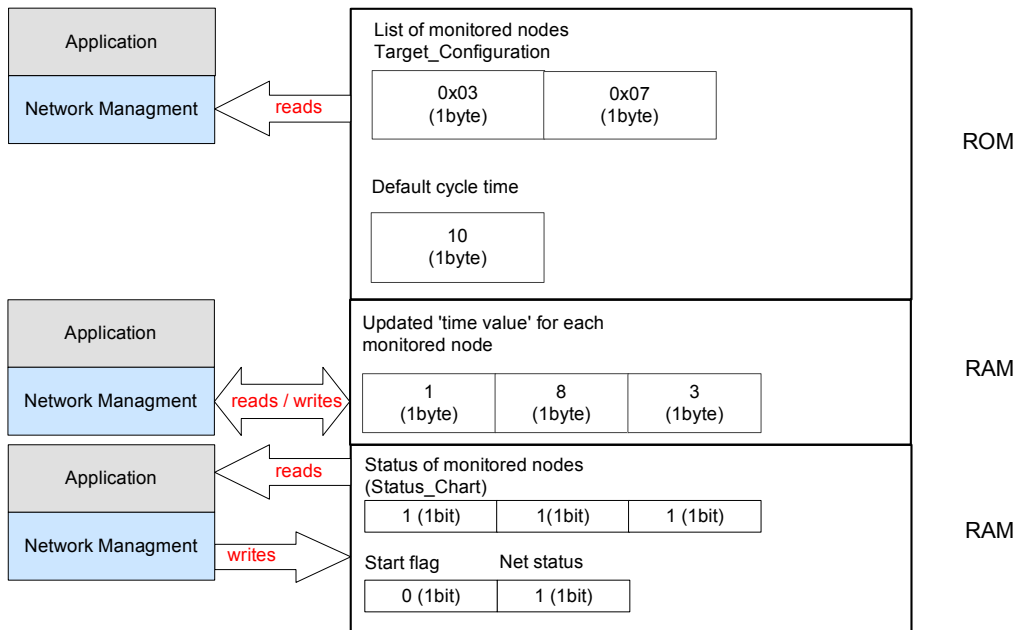 Application
Network Managment
reads
List of monitored nodes
Target_Configuration
0x03
(1byte)
0x07
(1byte)
Default cycle time
10
(1byte)
ROM
Application
Network Managment
reads / writes
Updated 'time value' for each
monitored node
1
(1byte)
8
(1byte)
3
(1byte)
RAM
Application
Network Managment
reads
writes
Status of monitored nodes
(Status_Chart)
1 (1bit)
1(1bit)
1 (1bit)
Start flag
Net status
0 (1bit)
1 (1bit)
RAM